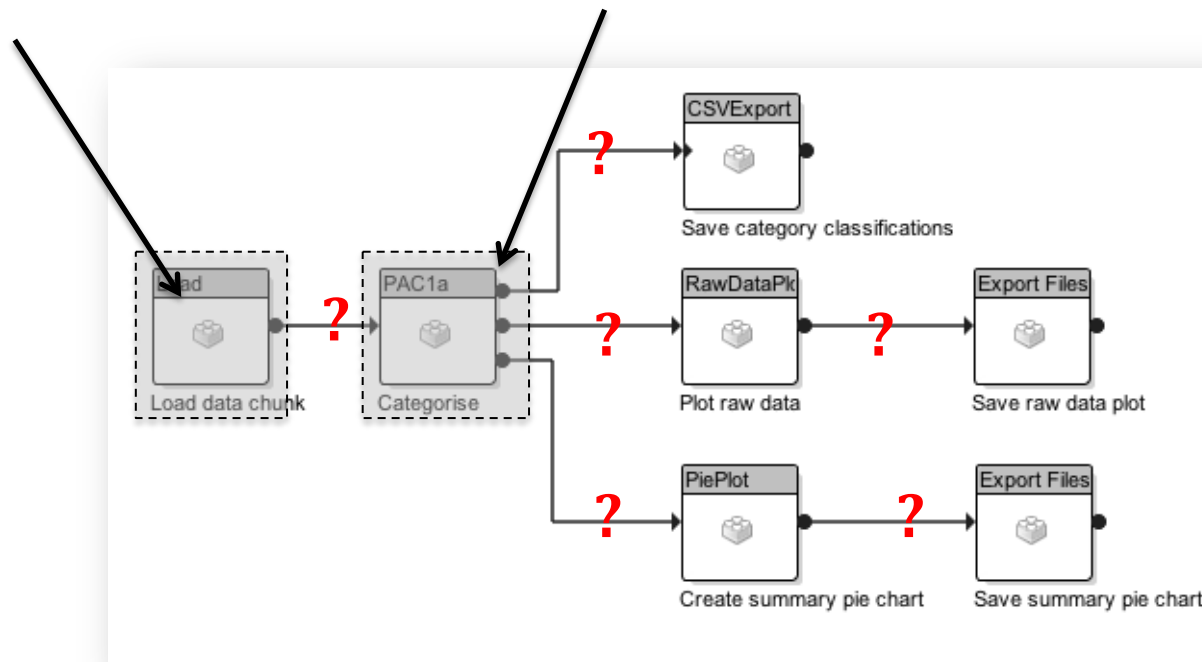 CSVExport
?
Save category classifications
Load
PAC1a
RawDataPlo
Export Files
?
?
?
Load data chunk
Categorise
Plot raw data
Save raw data plot
PiePlot
Export Files
?
?
Create summary pie chart
Save summary pie chart